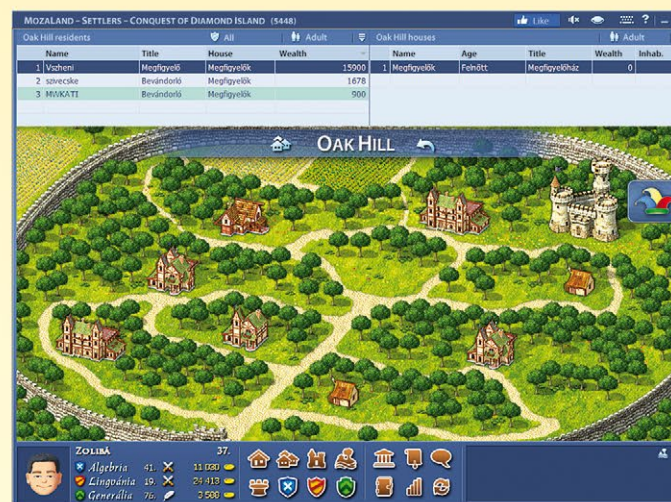 MOZALAND – SETTLERS – CONQUEST OF DIAMOND ISLAND (5448) Like ?
Oak Hill residents All Adult
Name Title House Wealth
1 Vszheni Megfigyelő Megfigyelők 15900
2 szivecske Bevándorló Megfigyelők 1678
3 MWKATI Bevándorló Megfigyelők 900
Oak Hill houses Adult
Name Age Title Wealth Inhab.
1 Megfigyelők Felnőtt Megfigyelőház 0
OAK HILL
ZOLIBÁ 37.
Algebria 41. 11 030
Lingvánia 19. 24 413
Generália 76. 3 500